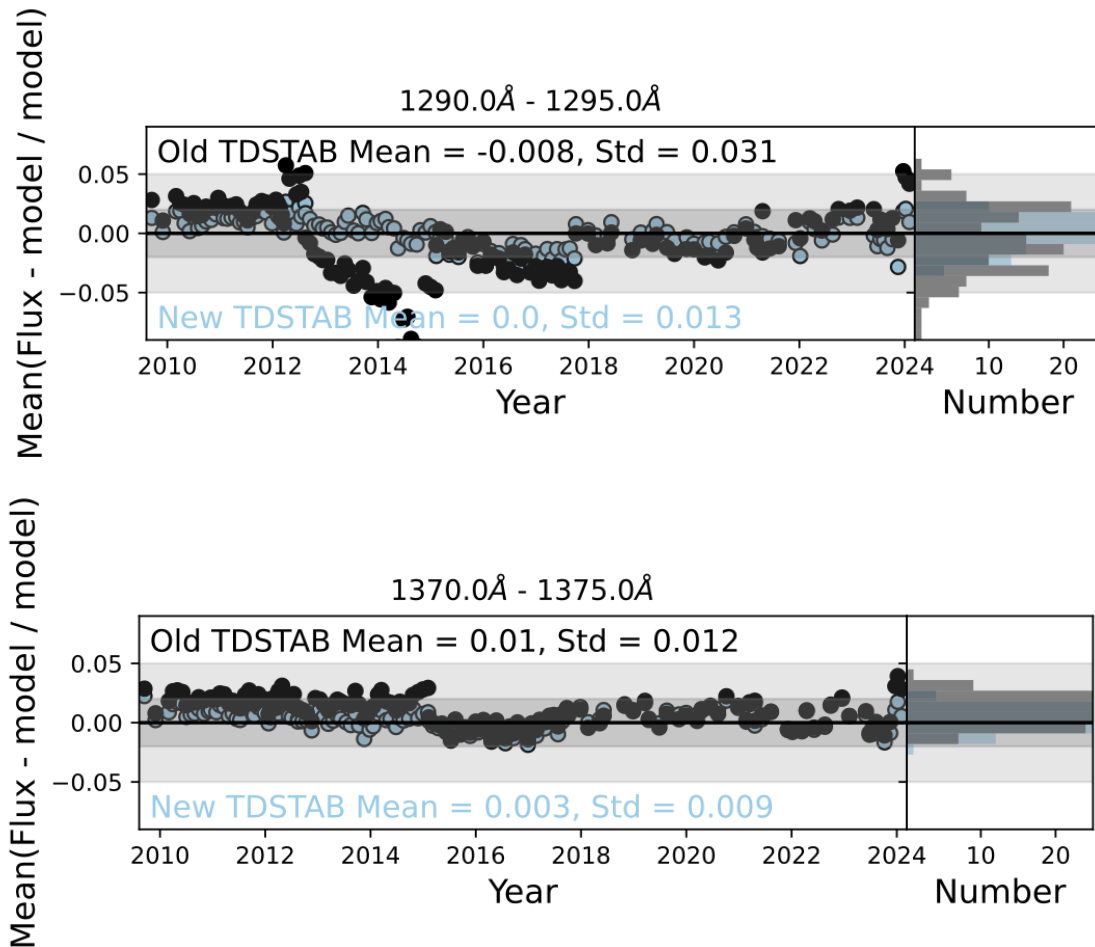 1290.0Å - 1295.0Å
Mean(Flux - model / model)
Old TDSTAB Mean = -0.008, Std = 0.031
0.05
0.00
−0.05
New TDSTAB Mean = 0.0, Std = 0.013
2010 2012 2014 2016 2018 2020 2022 2024 10 20
Year Number
1370.0Å - 1375.0Å
Mean(Flux - model / model)
Old TDSTAB Mean = 0.01, Std = 0.012
0.05
0.00
−0.05
New TDSTAB Mean = 0.003, Std = 0.009
2010 2012 2014 2016 2018 2020 2022 2024 10 20
Year Number